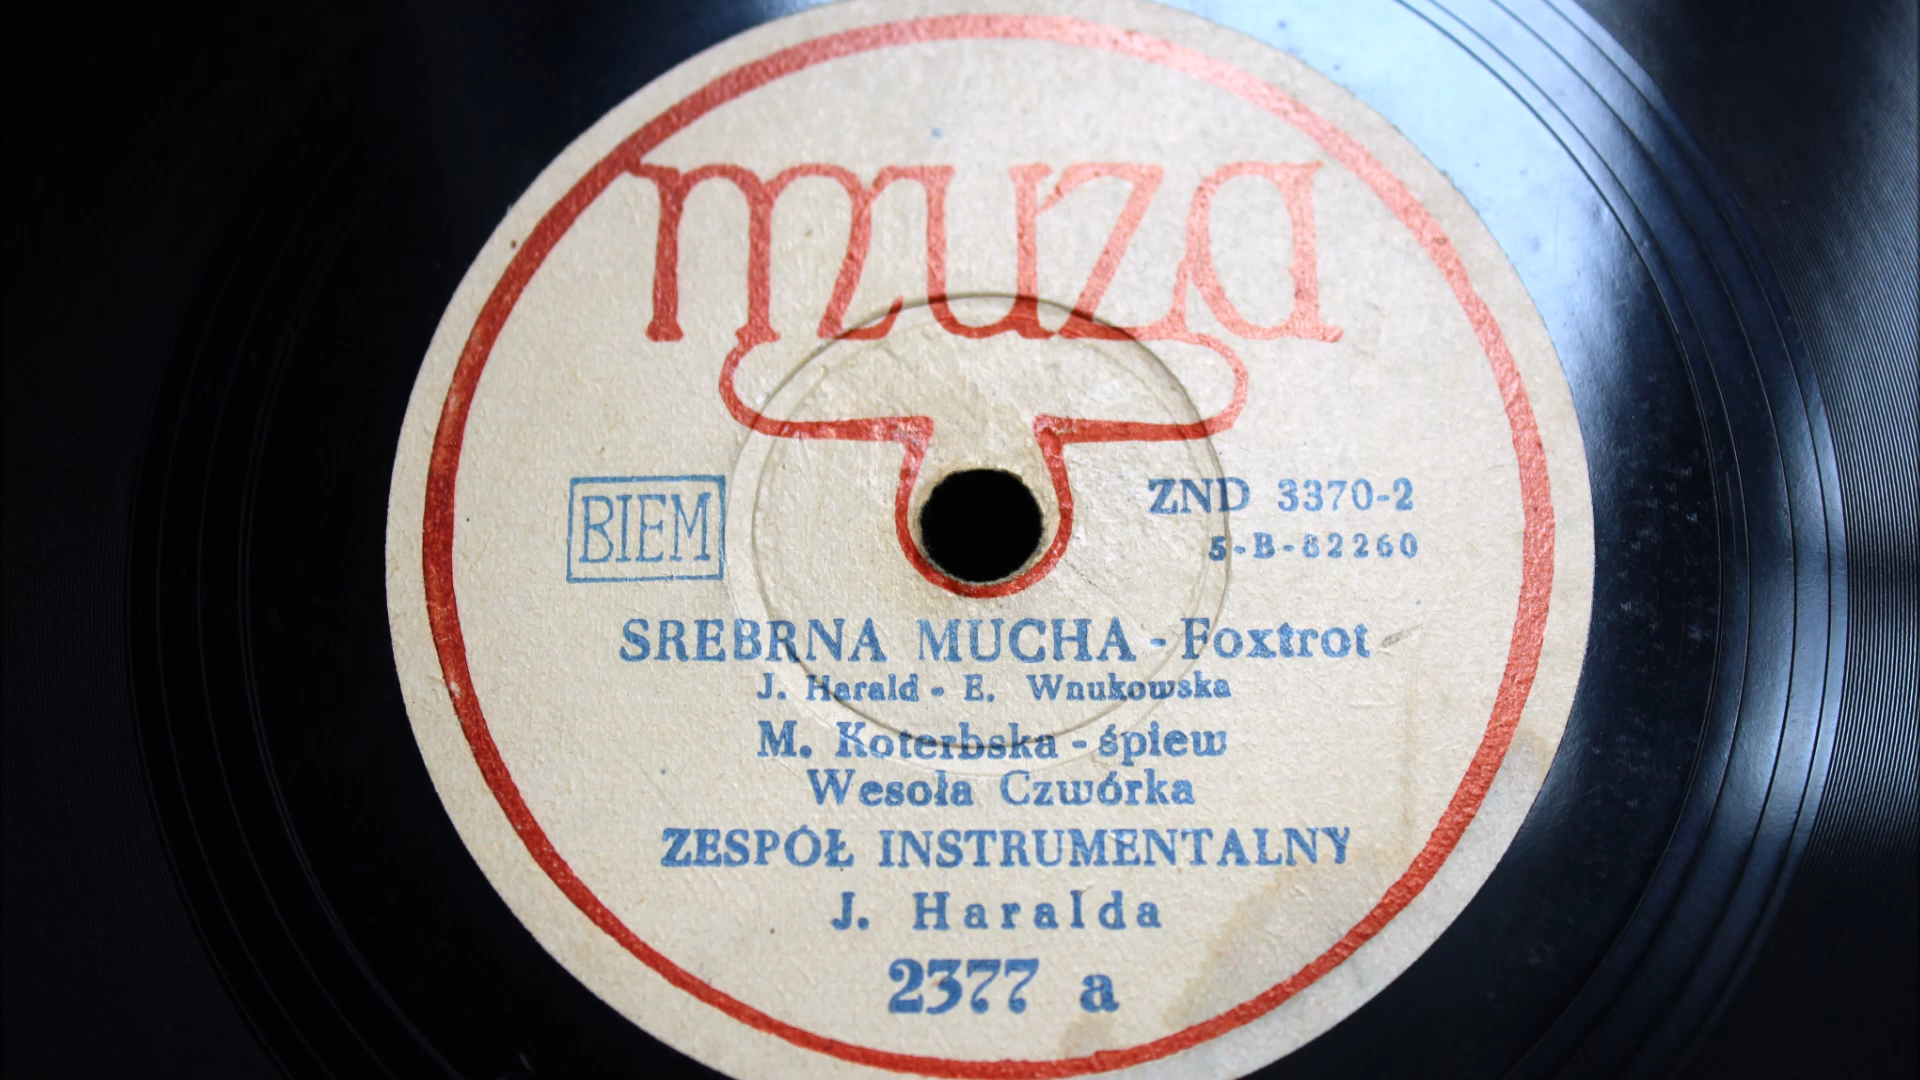 muza
BIEM
ZND 3370-2
5-B-82260
SREBRNA MUCHA - Foxtrot
J. Harald - E. Wnukowska
M. Koterbska - śpiew
Wesoła Czwórka
ZESPÓŁ INSTRUMENTALNY
J. Haralda
2377 a